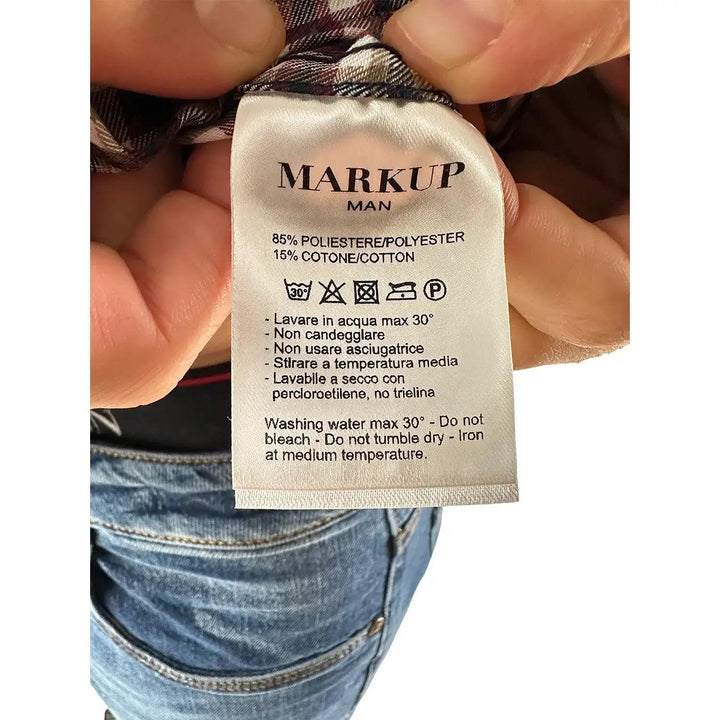 MARKUP
MAN
85% POLIESTERE/POLYESTER
15% COTONE/COTTON
30°
P
- Lavare in acqua max 30°
- Non candeggiare
- Non usare asciugatrice
- Stirare a temperatura media
- Lavabile a secco con
percloroetilene, no trielina
Washing water max 30° - Do not
bleach - Do not tumble dry - Iron
at medium temperature.